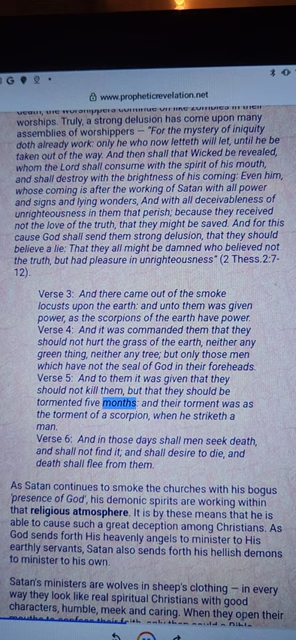 G
www.propheticrevelation.net
death, the worshippers continue on like zombies in their
worships. Truly, a strong delusion has come upon many
assemblies of worshippers — "For the mystery of iniquity
doth already work: only he who now letteth will let, until he be
taken out of the way. And then shall that Wicked be revealed,
whom the Lord shall consume with the spirit of his mouth,
and shall destroy with the brightness of his coming: Even him,
whose coming is after the working of Satan with all power
and signs and lying wonders, And with all deceivableness of
unrighteousness in them that perish; because they received
not the love of the truth, that they might be saved. And for this
cause God shall send them strong delusion, that they should
believe a lie: That they all might be damned who believed not
the truth, but had pleasure in unrighteousness" (2 Thess.2:7-
12).
Verse 3: And there came out of the smoke
locusts upon the earth: and unto them was given
power, as the scorpions of the earth have power.
Verse 4: And it was commanded them that they
should not hurt the grass of the earth, neither any
green thing, neither any tree; but only those men
which have not the seal of God in their foreheads.
Verse 5: And to them it was given that they
should not kill them, but that they should be
tormented five months: and their torment was as
the torment of a scorpion, when he striketh a
man.
Verse 6: And in those days shall men seek death,
and shall not find it; and shall desire to die, and
death shall flee from them.
As Satan continues to smoke the churches with his bogus
'presence of God', his demonic spirits are working within
that religious atmosphere. It is by these means that he is
able to cause such a great deception among Christians. As
God sends forth His heavenly angels to minister to His
earthly servants, Satan also sends forth his hellish demons
to minister to his own.
Satan's ministers are wolves in sheep's clothing — in every
way they look like real spiritual Christians with good
characters, humble, meek and caring. When they open their
mouths to confess their faith